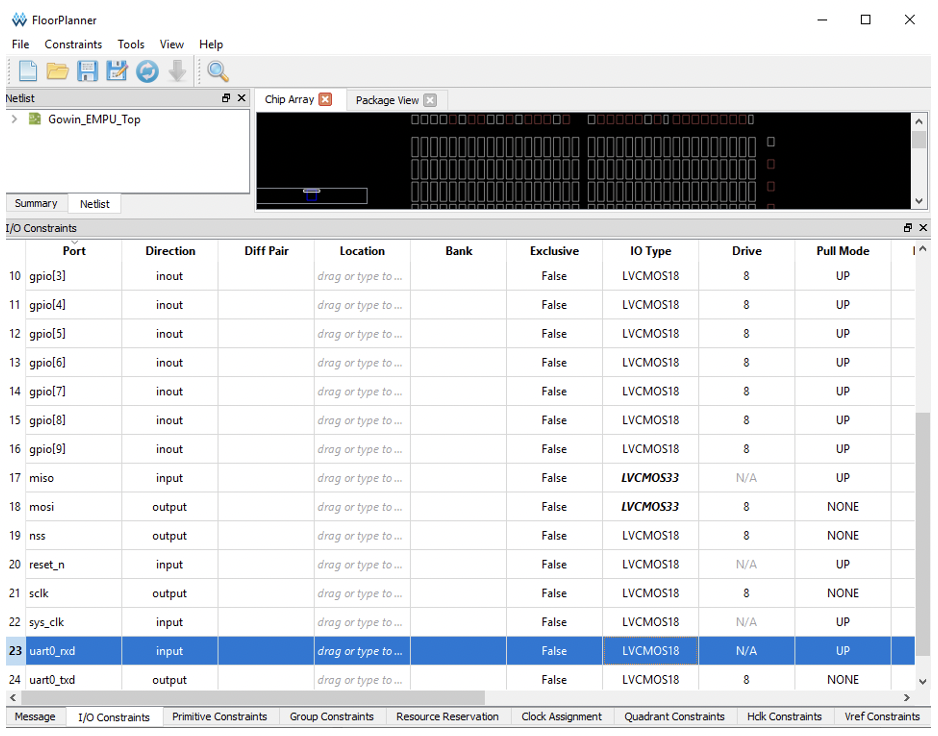 FloorPlanner
File Constraints Tools View Help
Netlist
Chip Array Package View
Gowin_EMPU_Top
Summary Netlist
I/O Constraints
Port Direction Diff Pair Location Bank Exclusive IO Type Drive Pull Mode
10 gpio[3] inout drag or type to ... False LVCMOS18 8 UP
11 gpio[4] inout drag or type to ... False LVCMOS18 8 UP
12 gpio[5] inout drag or type to ... False LVCMOS18 8 UP
13 gpio[6] inout drag or type to ... False LVCMOS18 8 UP
14 gpio[7] inout drag or type to ... False LVCMOS18 8 UP
15 gpio[8] inout drag or type to ... False LVCMOS18 8 UP
16 gpio[9] inout drag or type to ... False LVCMOS18 8 UP
17 miso input drag or type to ... False LVCMOS33 N/A UP
18 mosi output drag or type to ... False LVCMOS33 8 NONE
19 nss output drag or type to ... False LVCMOS18 8 NONE
20 reset_n input drag or type to ... False LVCMOS18 N/A UP
21 sclk output drag or type to ... False LVCMOS18 8 NONE
22 sys_clk input drag or type to ... False LVCMOS18 N/A UP
23 uart0_rxd input drag or type to ... False LVCMOS18 N/A UP
24 uart0_txd output drag or type to ... False LVCMOS18 8 NONE
Message I/O Constraints Primitive Constraints Group Constraints Resource Reservation Clock Assignment Quadrant Constraints Hclk Constraints Vref Constraints